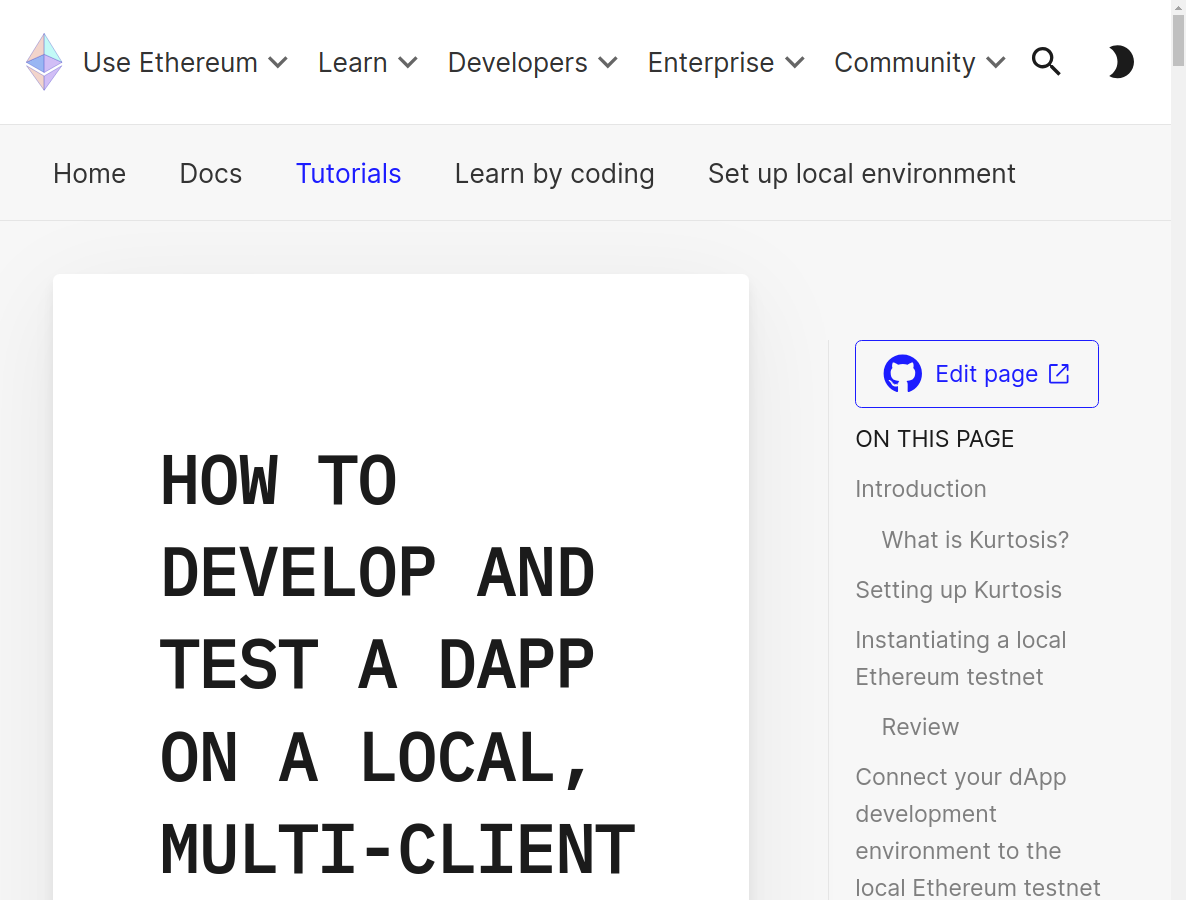 Use Ethereum Learn Developers Enterprise Community
Home Docs Tutorials Learn by coding Set up local environment
HOW TO
DEVELOP AND
TEST A DAPP
ON A LOCAL,
MULTI-CLIENT
Edit page
ON THIS PAGE
Introduction
What is Kurtosis?
Setting up Kurtosis
Instantiating a local
Ethereum testnet
Review
Connect your dApp
development
environment to the
local Ethereum testnet